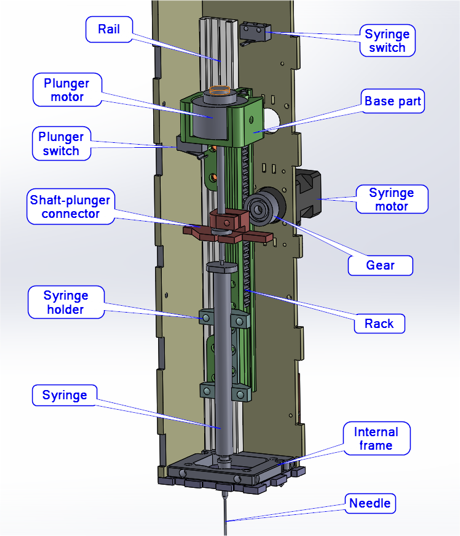 Rail
Syringe
switch
Plunger
motor
Base part
Plunger
switch
Shaft-plunger
connector
Syringe
motor
Gear
Syringe
holder
Rack
Syringe
Internal
frame
Needle